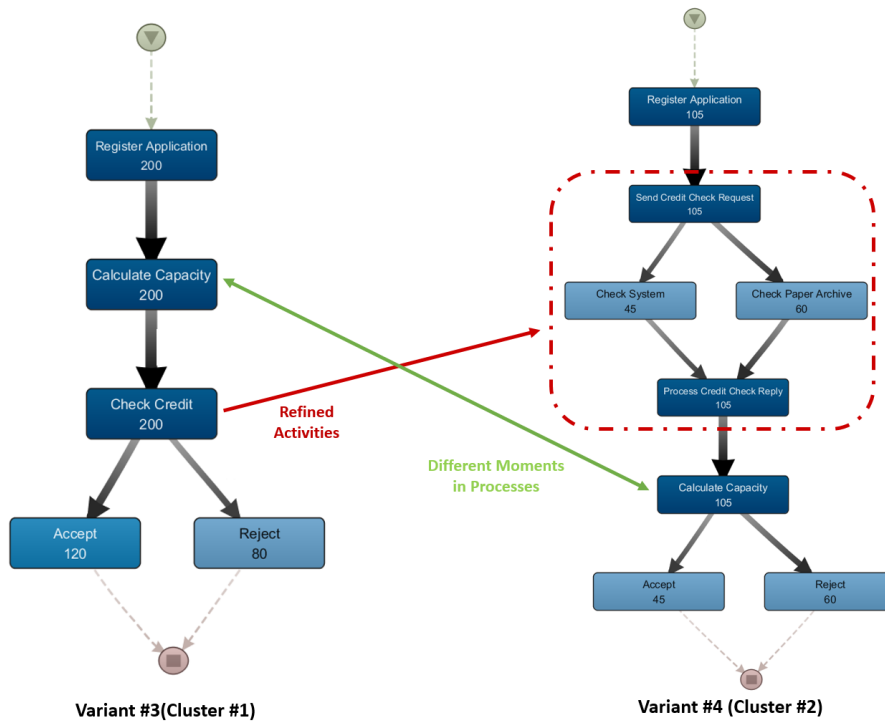 Register Application
200
Calculate Capacity
200
Check Credit
200
Accept
120
Reject
80
Variant #3(Cluster #1)
Refined
Activities
Different Moments
in Processes
Register Application
105
Send Credit Check Request
105
Check System
45
Check Paper Archive
60
Process Credit Check Reply
105
Calculate Capacity
105
Accept
45
Reject
60
Variant #4 (Cluster #2)